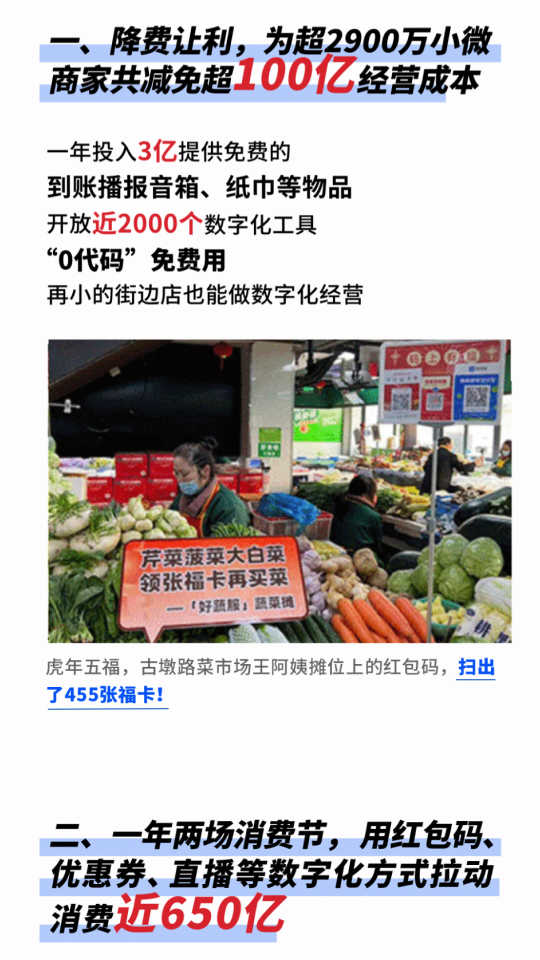 一、降费让利，为超2900万小微
商家共减免超100亿经营成本
一年投入3亿提供免费的
到账播报音箱、纸巾等物品
开放近2000个数字化工具
“0代码”免费用
再小的街边店也能做数字化经营
马上有福
芹菜菠菜大白菜
领张福卡再买菜
—「好蔬服」蔬菜摊
虎年五福，古墩路菜市场王阿姨摊位上的红包码，扫出
了455张福卡！
二、一年两场消费节，用红包码、
优惠券、直播等数字化方式拉动
消费近650亿